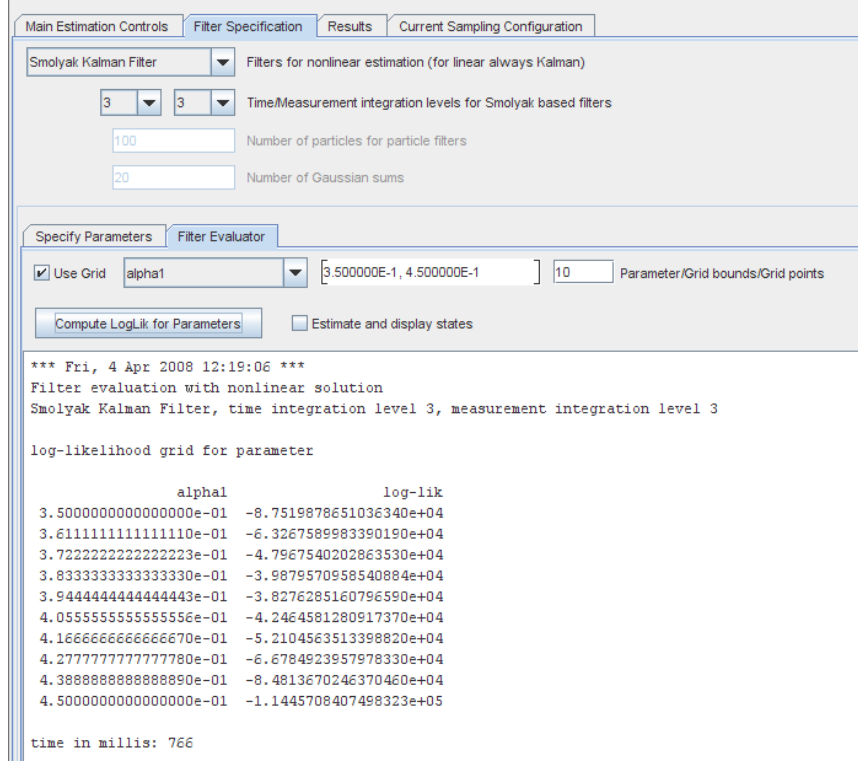 Main Estimation Controls Filter Specification Results Current Sampling Configuration
Smolyak Kalman Filter Filters for nonlinear estimation (for linear always Kalman)
3 3 Time/Measurement integration levels for Smolyak based filters
100 Number of particles for particle filters
20 Number of Gaussian sums
Specify Parameters Filter Evaluator
Use Grid alpha1 3.500000E-1, 4.500000E-1 10 Parameter/Grid bounds/Grid points
Compute LogLik for Parameters Estimate and display states
*** Fri, 4 Apr 2008 12:19:06 ***
Filter evaluation with nonlinear solution
Smolyak Kalman Filter, time integration level 3, measurement integration level 3
log-likelihood grid for parameter
alpha1 log-lik
3.5000000000000000e-01 -8.7519878651036340e+04
3.6111111111111110e-01 -6.3267589983390190e+04
3.7222222222222223e-01 -4.7967540202863530e+04
3.8333333333333330e-01 -3.9879570958540884e+04
3.9444444444444443e-01 -3.8276285160796590e+04
4.0555555555555556e-01 -4.2464581280917370e+04
4.1666666666666670e-01 -5.2104563513398820e+04
4.2777777777777780e-01 -6.6784923957978330e+04
4.3888888888888890e-01 -8.4813670246370460e+04
4.5000000000000000e-01 -1.1445708407498323e+05
time in millis: 766